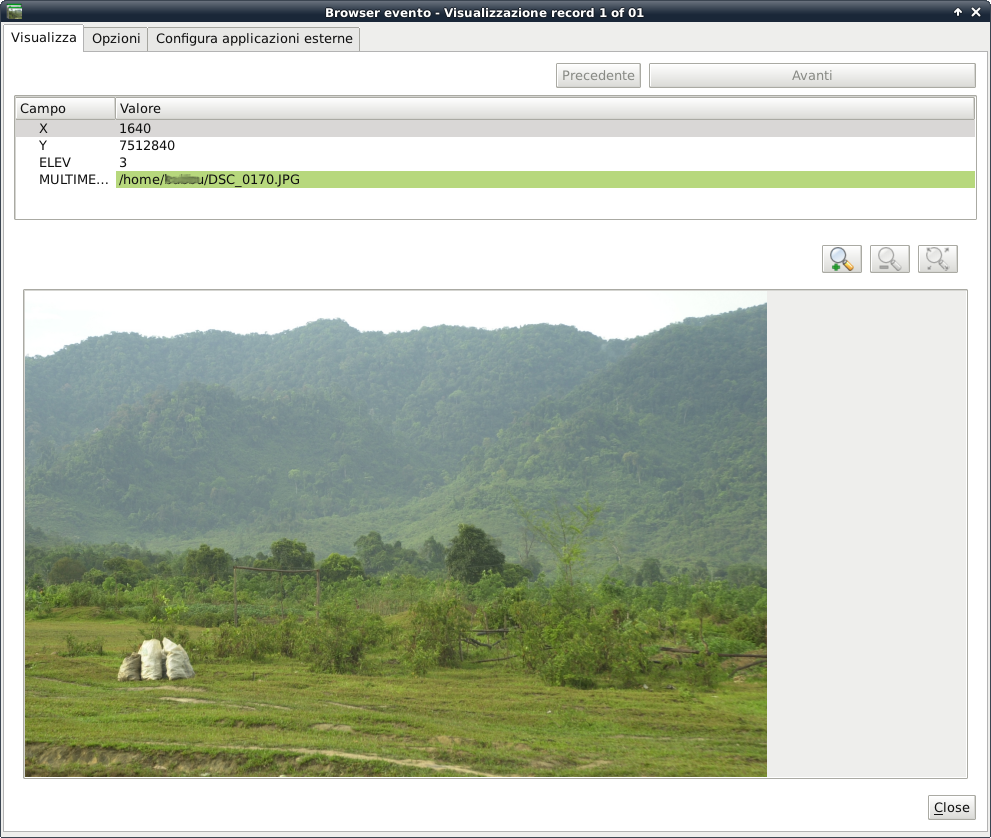 Browser evento - Visualizzazione record 1 of 01
Visualizza Opzioni Configura applicazioni esterne
Precedente Avanti
Campo Valore
X 1640
Y 7512840
ELEV 3
MULTIME... /home/ /DSC_0170.JPG
Close